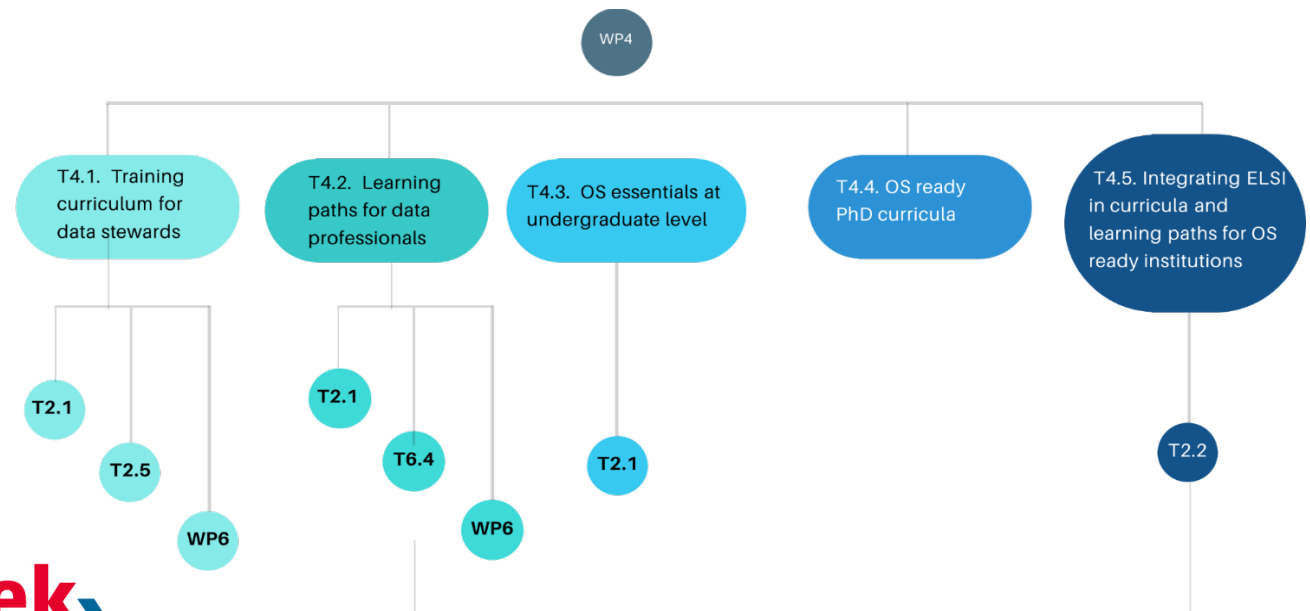 WP4
T4.1. Training
curriculum for
data stewards
T4.2. Learning
paths for data
professionals
T4.3. OS essentials at
undergraduate level
T4.4. OS ready
PhD curricula
T4.5. Integrating ELSI
in curricula and
learning paths for OS
ready institutions
T2.1
T2.5
WP6
T2.1
T6.4
WP6
T2.1
T2.2
ek